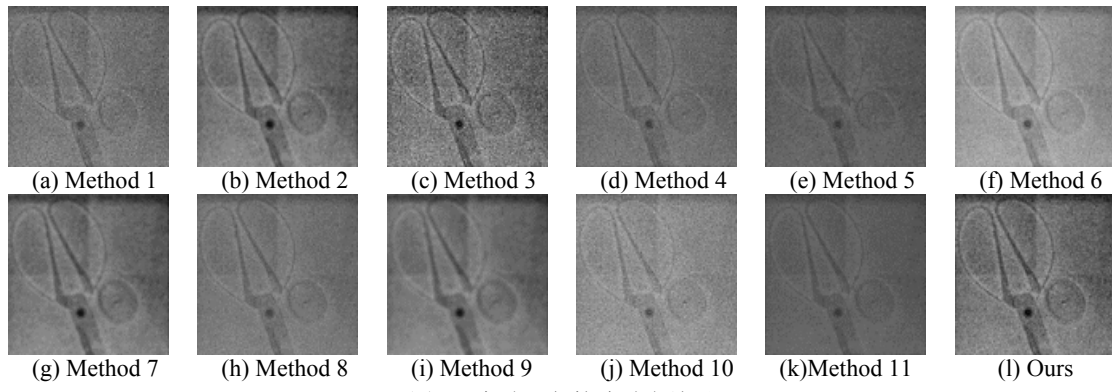 (a) Method 1 (b) Method 2 (c) Method 3 (d) Method 4 (e) Method 5 (f) Method 6
(g) Method 7 (h) Method 8 (i) Method 9 (j) Method 10 (k)Method 11 (l) Ours